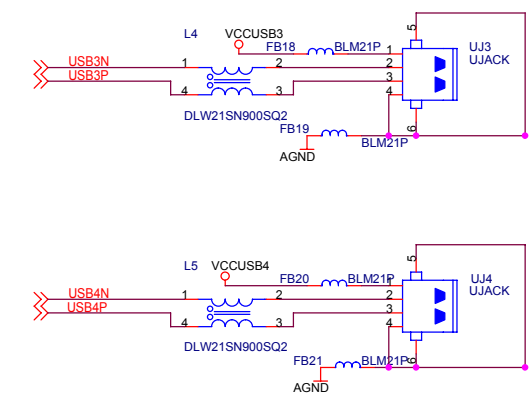 5
L4 VCCUSB3
FB18 BLM21P 1 UJ3
USB3N 1 2 2 UJACK
USB3P 3
4 3 4
DLW21SN900SQ2
FB19 6
BLM21P
AGND
5
L5 VCCUSB4
FB20 BLM21P 1 UJ4
USB4N 1 2 2 UJACK
USB4P 3
4 3 4
DLW21SN900SQ2
FB21 BLM21P 6
AGND